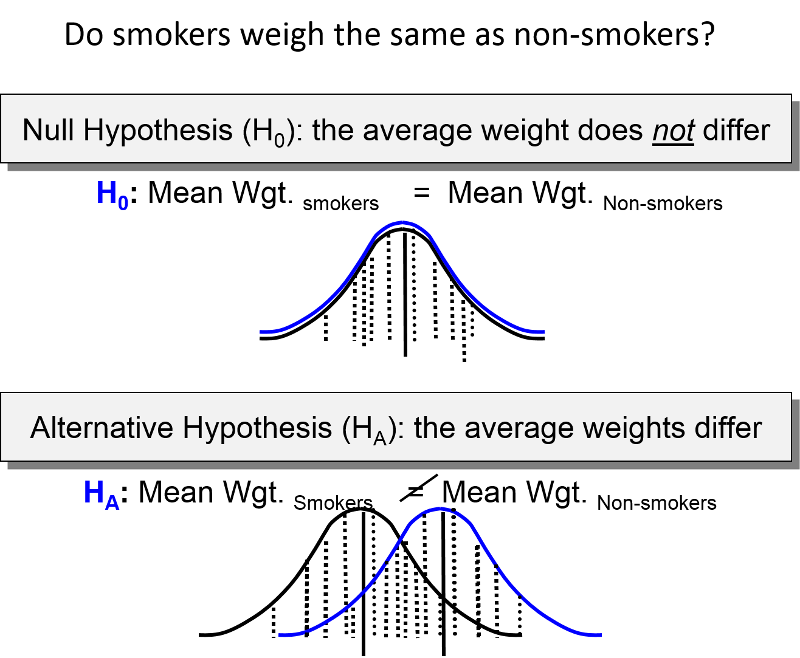 Do smokers weigh the same as non-smokers?
Null Hypothesis (H₀): the average weight does not differ
H₀: Mean Wgt. smokers = Mean Wgt. Non-smokers
Alternative Hypothesis (Hₐ): the average weights differ
Hₐ: Mean Wgt. Smokers ≠ Mean Wgt. Non-smokers